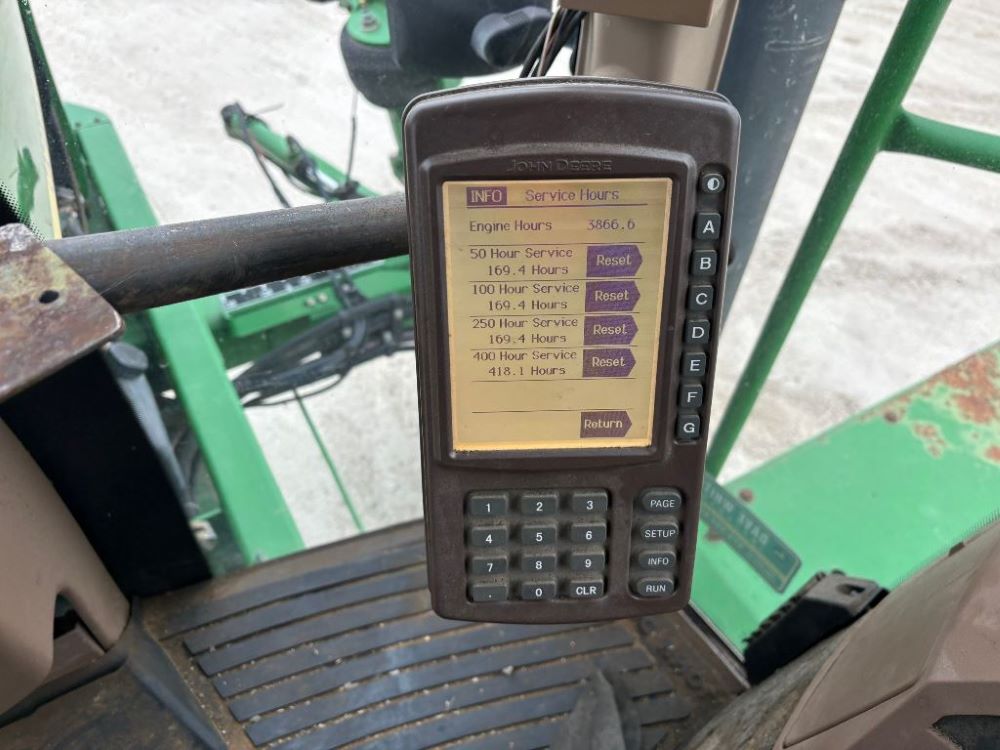 JOHN DEERE
INFO Service Hours
Engine Hours 3866.6
50 Hour Service
169.4 Hours Reset
100 Hour Service
169.4 Hours Reset
250 Hour Service
169.4 Hours Reset
400 Hour Service
418.1 Hours Reset
Return
A
B
C
D
E
F
G
1 2 3 PAGE
4 5 6 SETUP
7 8 9 INFO
. 0 CLR RUN